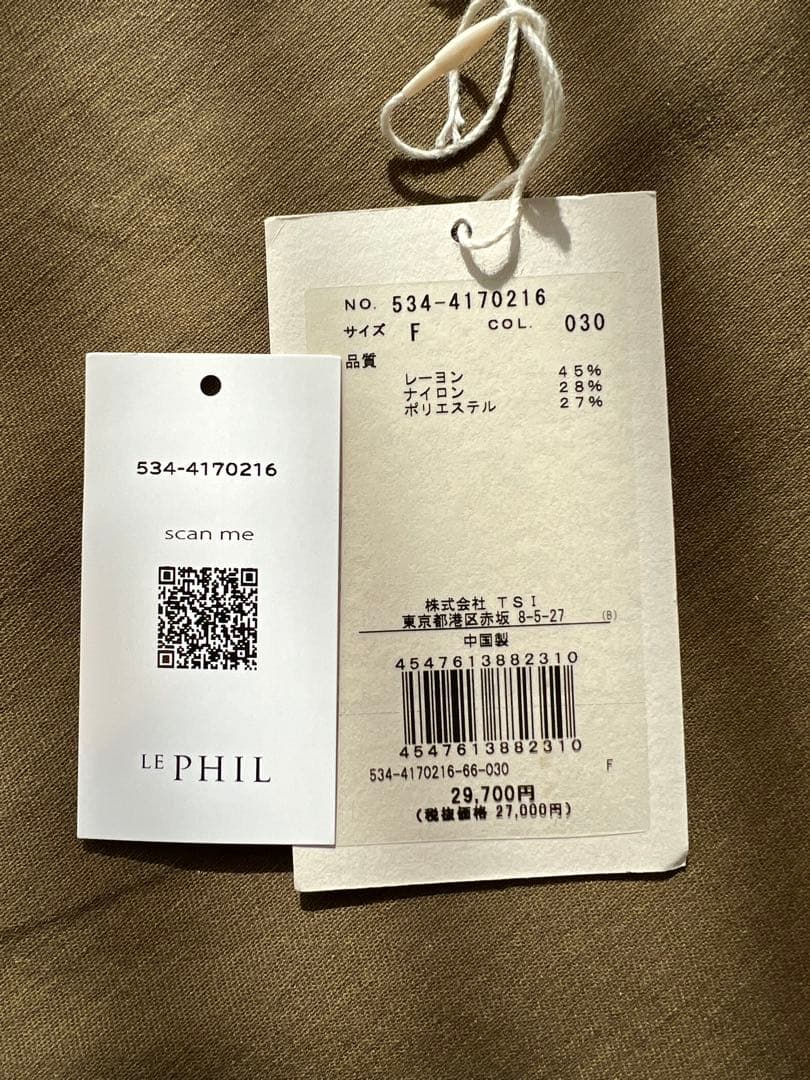 534-4170216
scan me
LE PHIL
NO. 534-4170216
サイズ F COL. 030
品質
レーヨン 45%
ナイロン 28%
ポリエステル 27%
株式会社 TSI
東京都港区赤坂 8-5-27 (B)
中国製
4547613882310
4547613882310
534-4170216-66-030 F
29,700円
(税抜価格 27,000円)